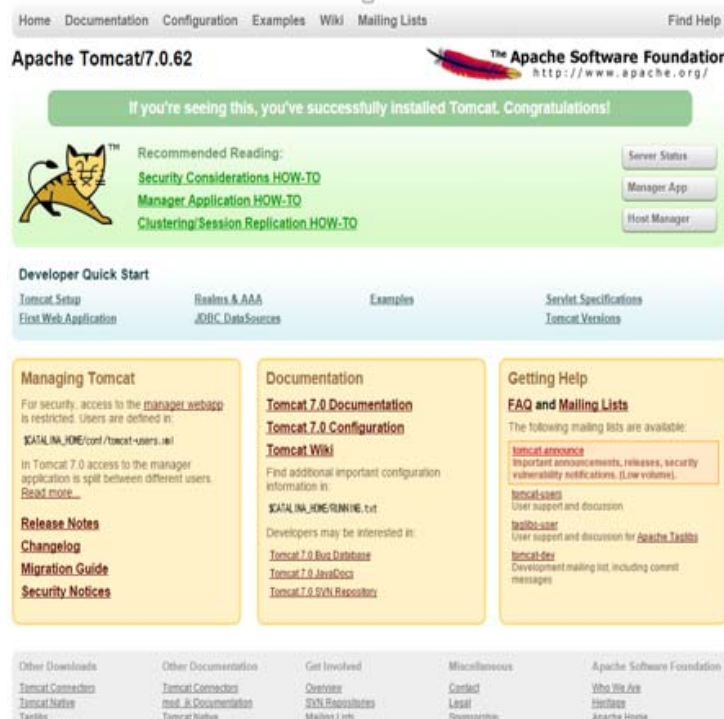 Home Documentation Configuration Examples Wiki Mailing Lists Find Help
Apache Tomcat/7.0.62
The Apache Software Foundation
http://www.apache.org/
If you're seeing this, you've successfully installed Tomcat. Congratulations!
TM
Recommended Reading:
Security Considerations HOW-TO
Manager Application HOW-TO
Clustering/Session Replication HOW-TO
Server Status
Manager App
Host Manager
Developer Quick Start
Tomcat Setup
First Web Application
Realms & AAA
JDBC DataSources
Examples
Servlet Specifications
Tomcat Versions
Managing Tomcat
For security, access to the manager webapp
is restricted. Users are defined in:
$CATALINA_HOME/conf/tomcat-users.xml
In Tomcat 7.0 access to the manager
application is split between different users.
Read more...
Release Notes
Changelog
Migration Guide
Security Notices
Documentation
Tomcat 7.0 Documentation
Tomcat 7.0 Configuration
Tomcat Wiki
Find additional important configuration
information in:
$CATALINA_HOME/RUNNING.txt
Developers may be interested in:
Tomcat 7.0 Bug Database
Tomcat 7.0 JavaDocs
Tomcat 7.0 SVN Repository
Getting Help
FAQ and Mailing Lists
The following mailing lists are available:
tomcat-announce
Important announcements, releases, security
vulnerability notifications. (Low volume).
tomcat-users
User support and discussion
taglibs-user
User support and discussion for Apache Taglibs
tomcat-dev
Development mailing list, including commit
messages
Other Downloads
Tomcat Connectors
Tomcat Native
Taglibs
Other Documentation
Tomcat Connectors
mod_jk Documentation
Tomcat Native
Get Involved
Overview
SVN Repositories
Mailing Lists
Miscellaneous
Contact
Legal
Sponsorship
Apache Software Foundation
Who We Are
Heritage
Apache Home